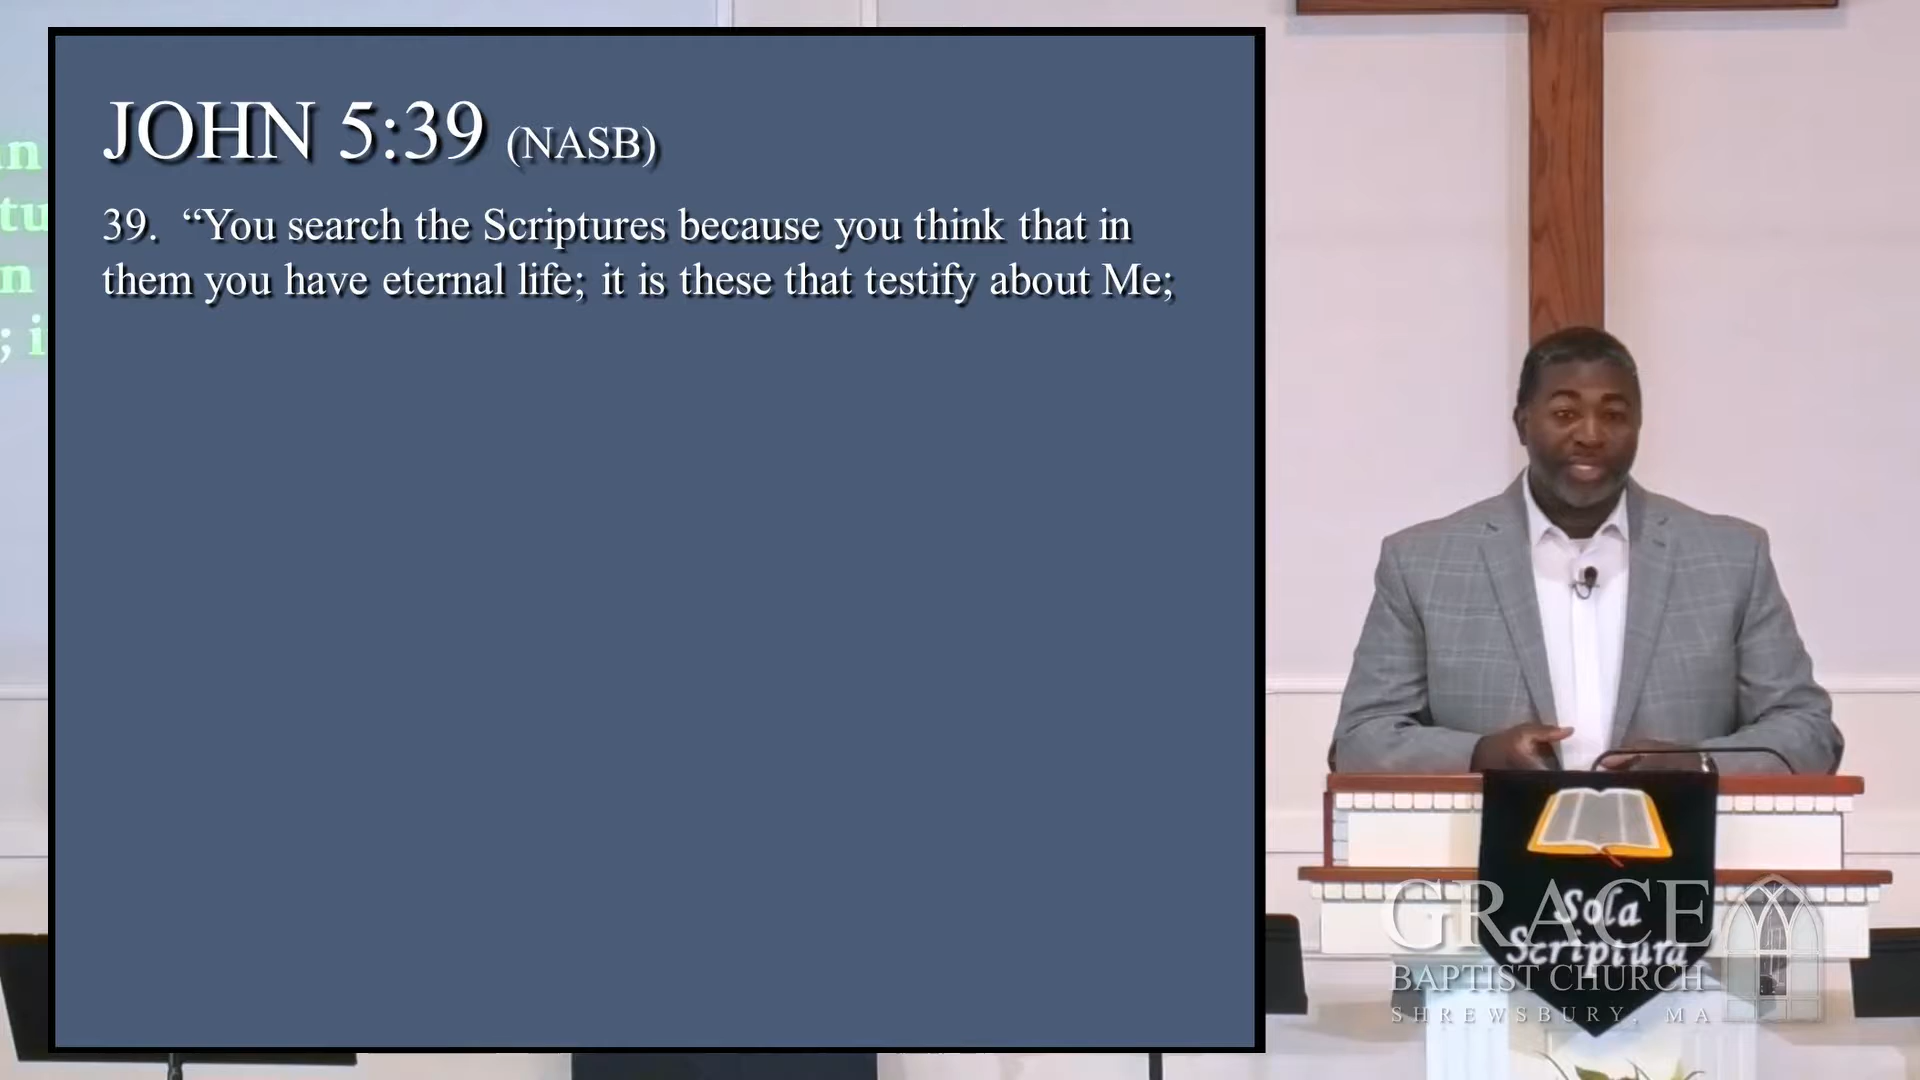 JOHN 5:39 (NASB)
39. “You search the Scriptures because you think that in
them you have eternal life; it is these that testify about Me;
Sola
Scriptura
GRACE
BAPTIST CHURCH
SHREWSBURY, MA